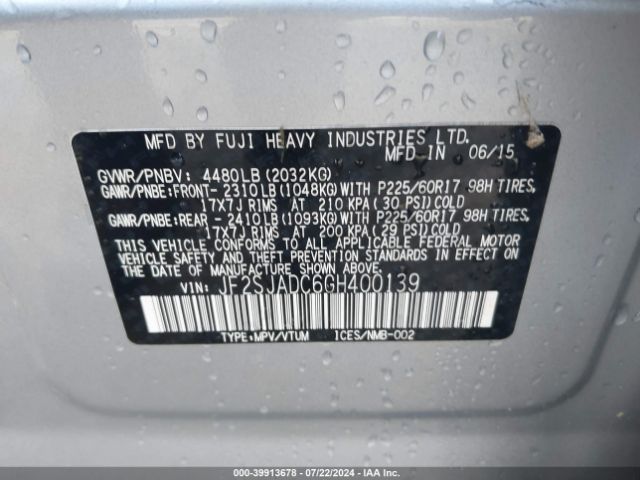 MFD BY FUJI HEAVY INDUSTRIES LTD.
MFD IN 06/15
GVWR/PNBV: 4480LB (2032KG)
GAWR/PNBE:FRONT- 2310LB (1048KG) WITH P225/60R17 98H TIRES,
17X7J RIMS AT 210 KPA (30 PSI) COLD
GAWR/PNBE:REAR - 2410LB (1093KG) WITH P225/60R17 98H TIRES,
17X7J RIMS AT 200 KPA (29 PSI) COLD
THIS VEHICLE CONFORMS TO ALL APPLICABLE FEDERAL MOTOR
VEHICLE SAFETY AND THEFT PREVENTION STANDARDS IN EFFECT ON
THE DATE OF MANUFACTURE SHOWN ABOVE.
VIN: JF2SJADC6GH400139
TYPE:MPV/VTUM ICES/NMB-002
000-39913678 - 07/22/2024 - IAAI.COM